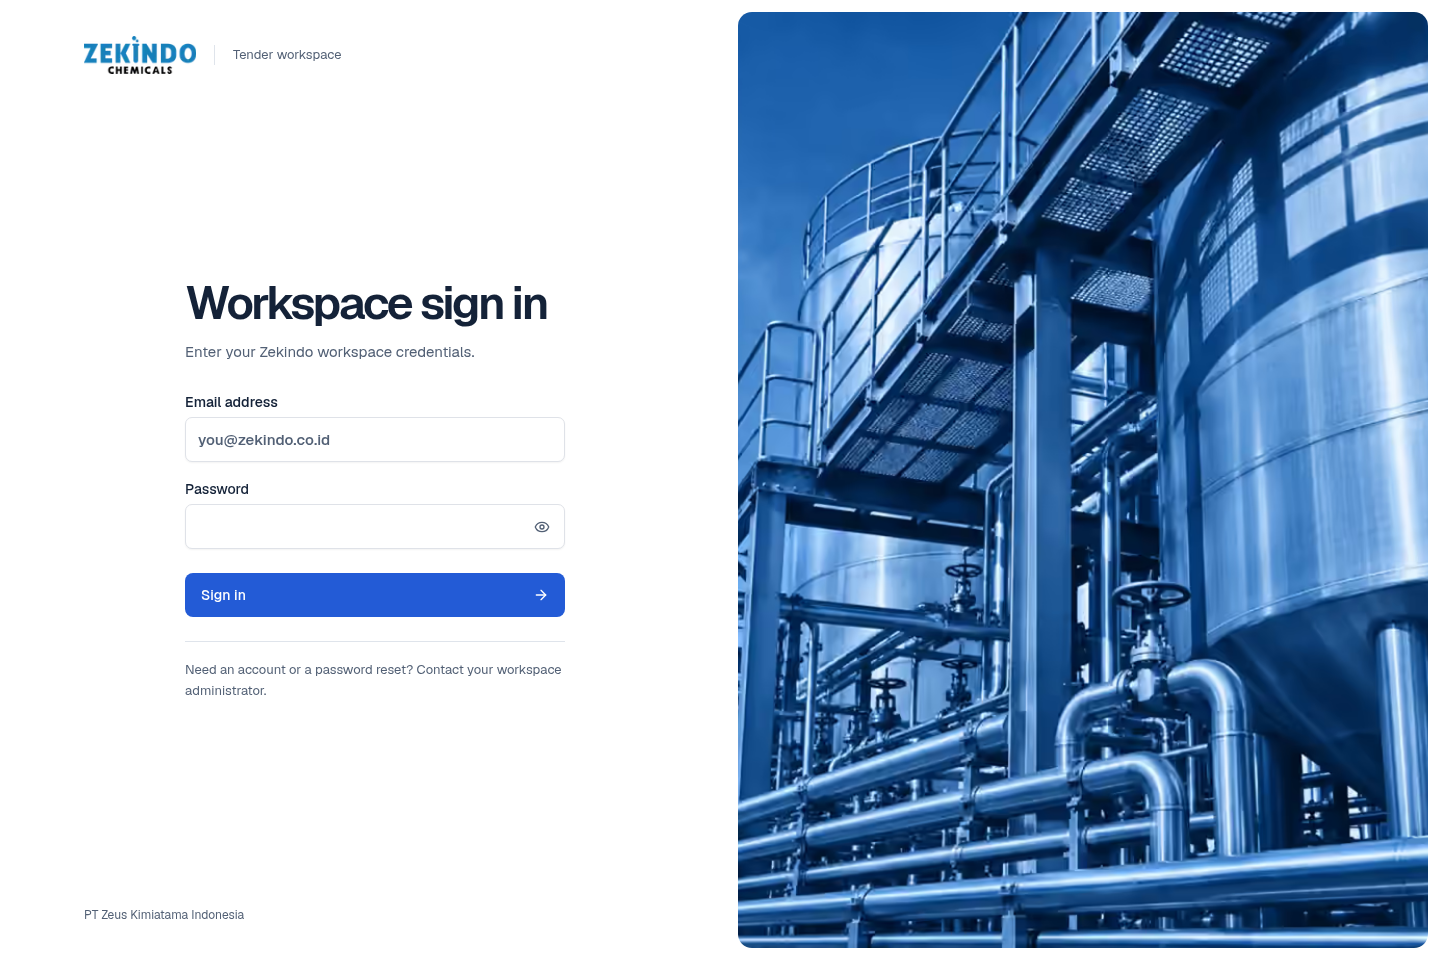 ZEKINDO
CHEMICALS
Tender workspace
Workspace sign in
Enter your Zekindo workspace credentials.
Email address
you@zekindo.co.id
Password
Sign in
Need an account or a password reset? Contact your workspace
administrator.
PT Zeus Kimiatama Indonesia